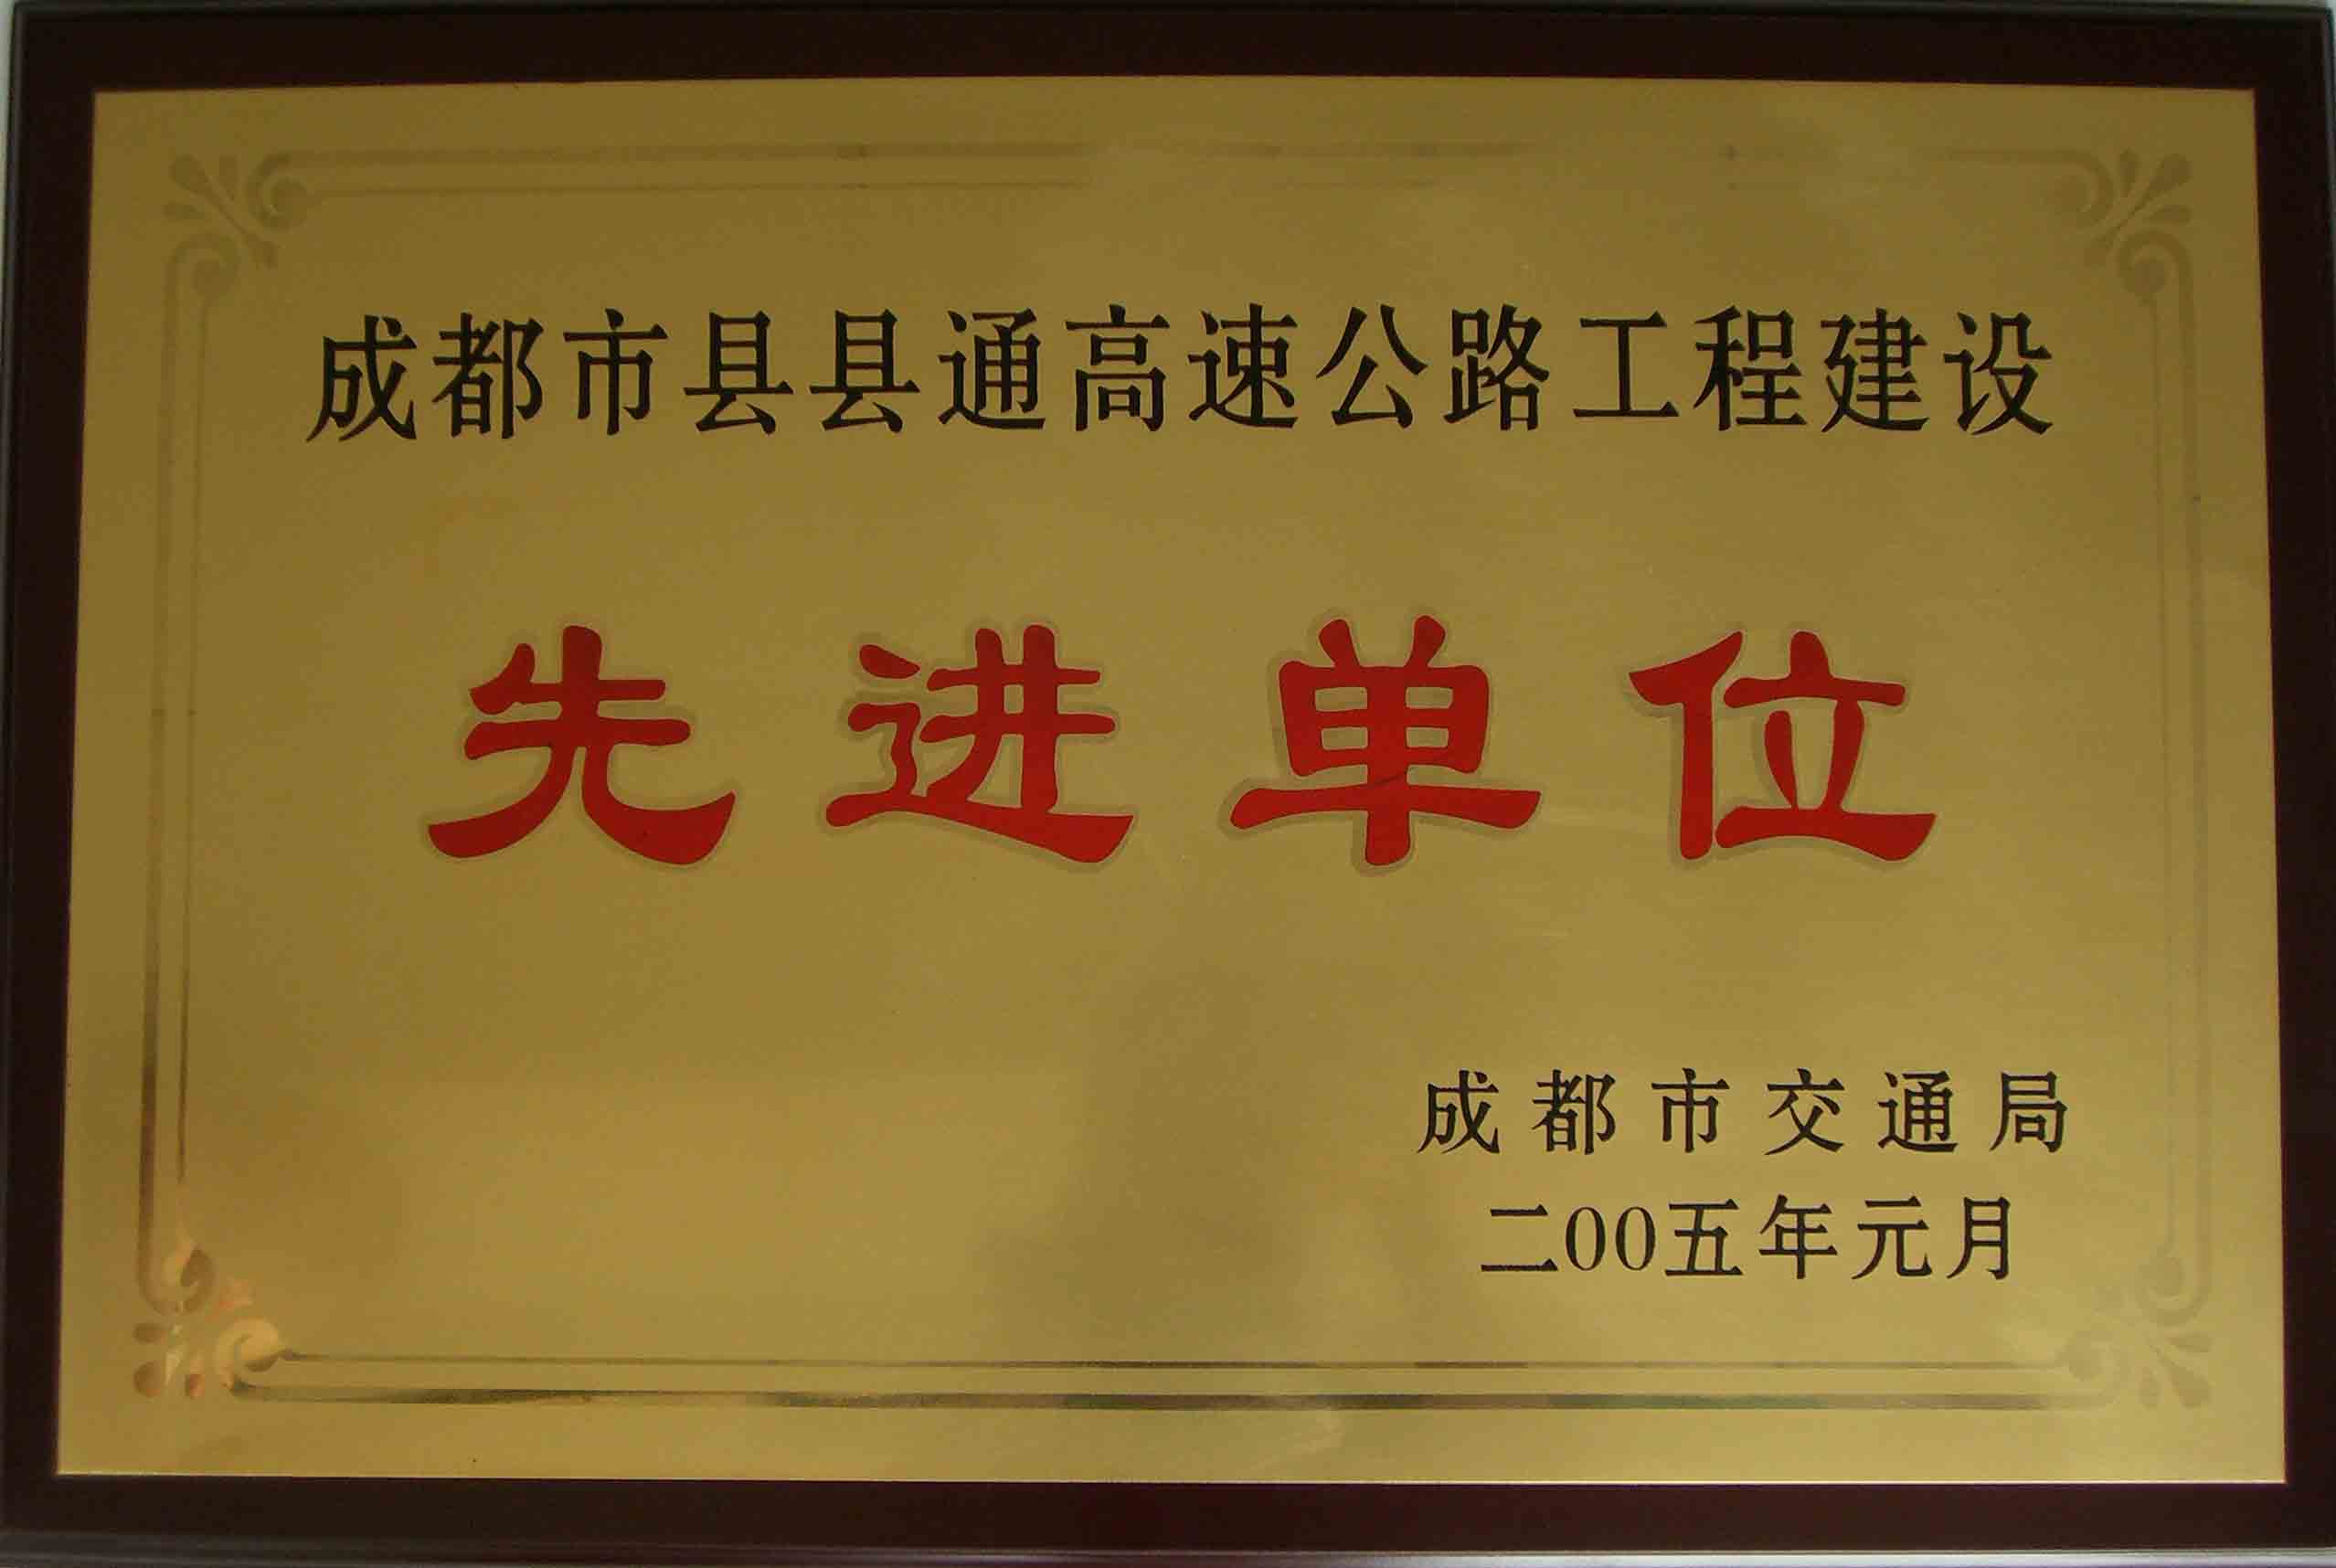 成都市县县通高速公路工程建设
先进单位
成都市交通局
二00五年元月